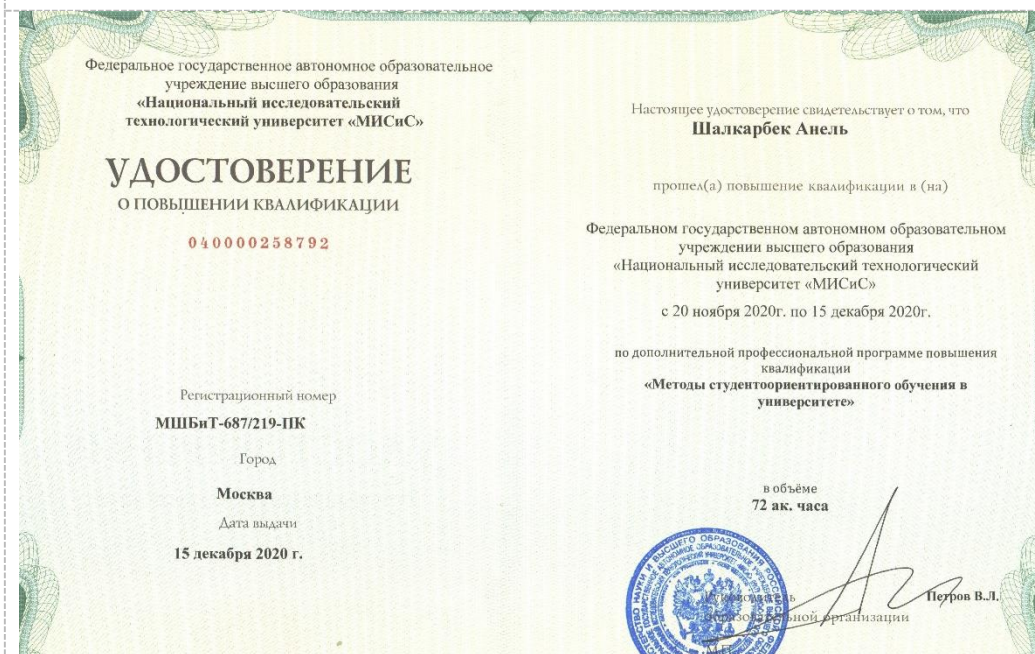 Федеральное государственное автономное образовательное
учреждение высшего образования
«Национальный исследовательский
технологический университет «МИСиС»
УДОСТОВЕРЕНИЕ
О ПОВЫШЕНИИ КВАЛИФИКАЦИИ
040000258792
Регистрационный номер
МШБиТ-687/219-ПК
Город
Москва
Дата выдачи
15 декабря 2020 г.
Настоящее удостоверение свидетельствует о том, что
Шалкарбек Анель
прошел(а) повышение квалификации в (на)
Федеральном государственном автономном образовательном
учреждении высшего образования
«Национальный исследовательский технологический
университет «МИСиС»
с 20 ноября 2020г. по 15 декабря 2020г.
по дополнительной профессиональной программе повышения
квалификации
«Методы студентоориентированного обучения в
университете»
в объёме
72 ак. часа
Руководитель
образовательной организации
Петров В.Л.
М.П.